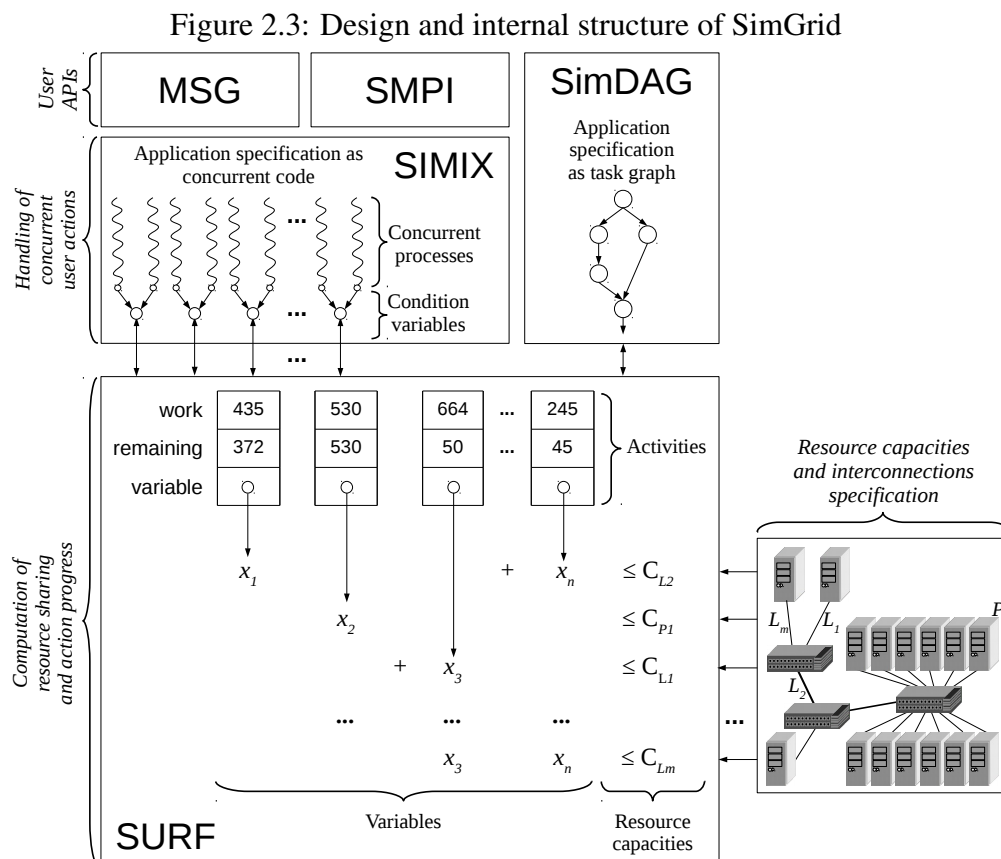 Figure 2.3: Design and internal structure of SimGrid
User
APIs
MSG
SMPI
SimDAG
Application
specification
as task graph
Handling of
concurrent
user actions
Application specification as
concurrent code
SIMIX
...
Concurrent
processes
Condition
variables
...
...
Computation of
resource sharing
and action progress
work 435 530 664 ... 245
remaining 372 530 50 ... 45
variable
Activities
x1 + xn ≤ CL2
x2 ≤ CP1
+ x3 ≤ CL1
... ... ... ...
x3 xn ≤ CLm
Variables
Resource
capacities
SURF
Resource capacities
and interconnections
specification
Lm L1
P
L2